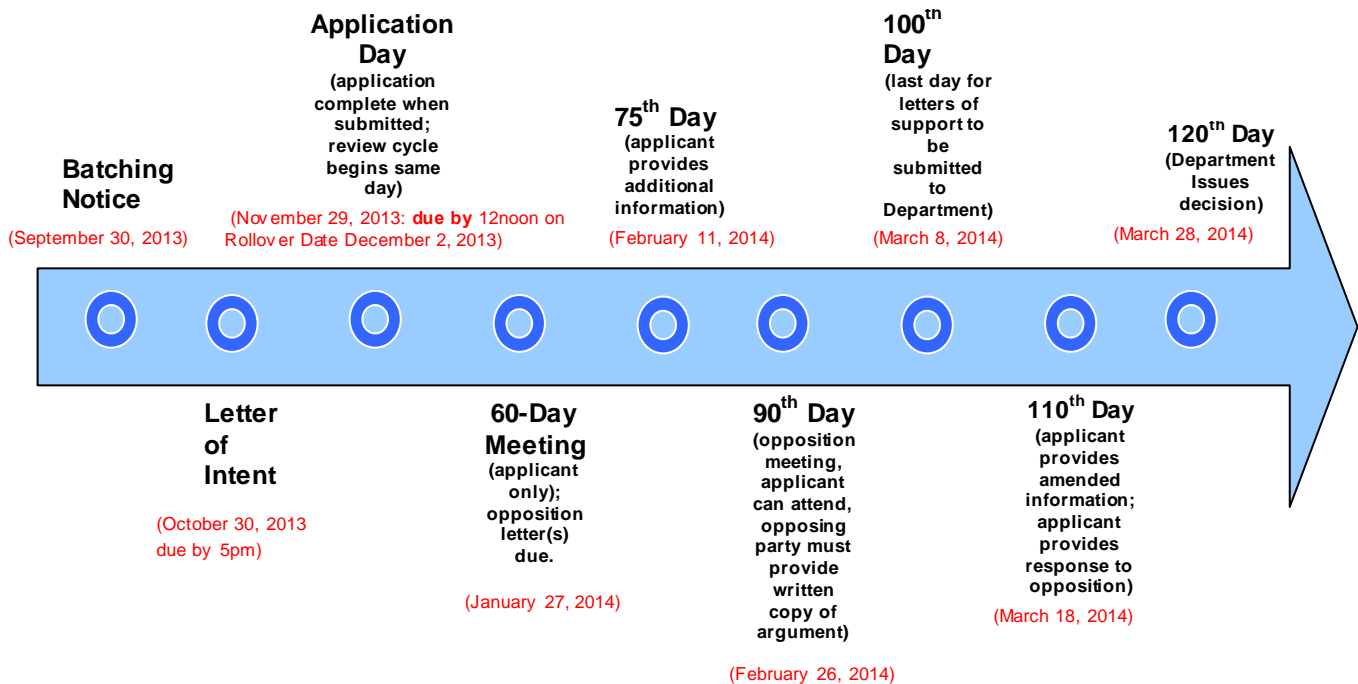 Batching
Notice
(September 30, 2013)
Letter
of
Intent
(October 30, 2013
due by 5pm)
Application
Day
(application
complete when
submitted;
review cycle
begins same
day)
(November 29, 2013: due by 12noon on
Rollover Date December 2, 2013)
60-Day
Meeting
(applicant
only);
opposition
letter(s)
due.
(January 27, 2014)
75th Day
(applicant
provides
additional
information)
(February 11, 2014)
90th Day
(opposition
meeting,
applicant
can attend,
opposing
party must
provide
written
copy of
argument)
(February 26, 2014)
100th
Day
(last day for
letters of
support to
be
submitted
to
Department)
(March 8, 2014)
110th Day
(applicant
provides
amended
information;
applicant
provides
response to
opposition)
(March 18, 2014)
120th Day
(Department
Issues
decision)
(March 28, 2014)